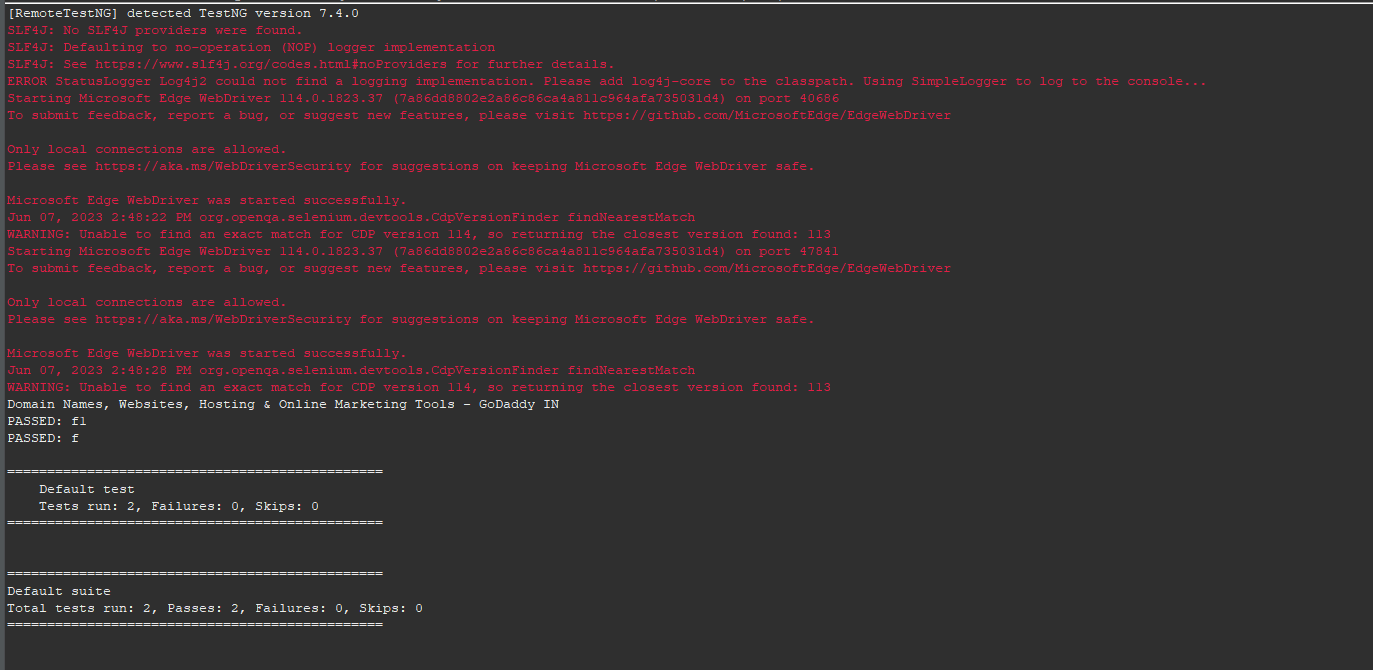 [RemoteTestNG] detected TestNG version 7.4.0
SLF4J: No SLF4J providers were found.
SLF4J: Defaulting to no-operation (NOP) logger implementation
SLF4J: See https://www.slf4j.org/codes.html#noProviders for further details.
ERROR StatusLogger Log4j2 could not find a logging implementation. Please add log4j-core to the classpath. Using SimpleLogger to log to the console...
Starting Microsoft Edge WebDriver 114.0.1823.37 (7a86dd8802e2a86c86ca4a811c964afa735031d4) on port 40686
To submit feedback, report a bug, or suggest new features, please visit https://github.com/MicrosoftEdge/EdgeWebDriver
Only local connections are allowed.
Please see https://aka.ms/WebDriverSecurity for suggestions on keeping Microsoft Edge WebDriver safe.
Microsoft Edge WebDriver was started successfully.
Jun 07, 2023 2:48:22 PM org.openqa.selenium.devtools.CdpVersionFinder findNearestMatch
WARNING: Unable to find an exact match for CDP version 114, so returning the closest version found: 113
Starting Microsoft Edge WebDriver 114.0.1823.37 (7a86dd8802e2a86c86ca4a811c964afa735031d4) on port 47841
To submit feedback, report a bug, or suggest new features, please visit https://github.com/MicrosoftEdge/EdgeWebDriver
Only local connections are allowed.
Please see https://aka.ms/WebDriverSecurity for suggestions on keeping Microsoft Edge WebDriver safe.
Microsoft Edge WebDriver was started successfully.
Jun 07, 2023 2:48:28 PM org.openqa.selenium.devtools.CdpVersionFinder findNearestMatch
WARNING: Unable to find an exact match for CDP version 114, so returning the closest version found: 113
Domain Names, Websites, Hosting & Online Marketing Tools - GoDaddy IN
PASSED: f1
PASSED: f
===============================================
    Default test
    Tests run: 2, Failures: 0, Skips: 0
===============================================
===============================================
Default suite
Total tests run: 2, Passes: 2, Failures: 0, Skips: 0
===============================================